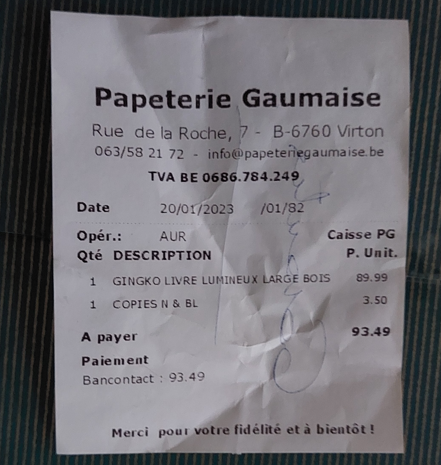 Papeterie Gaumaise
Rue de la Roche, 7 - B-6760 Virton
063/58 21 72 - info@papeteriegaumaise.be
TVA BE 0686.784.249
Date 20/01/2023 /01/82
Opér.: AUR Caisse PG
Qté DESCRIPTION P. Unit.
1 GINGKO LIVRE LUMINEUX LARGE BOIS 89.99
1 COPIES N & BL 3.50
A payer 93.49
Paiement
Bancontact : 93.49
Merci pour votre fidélité et à bientôt !